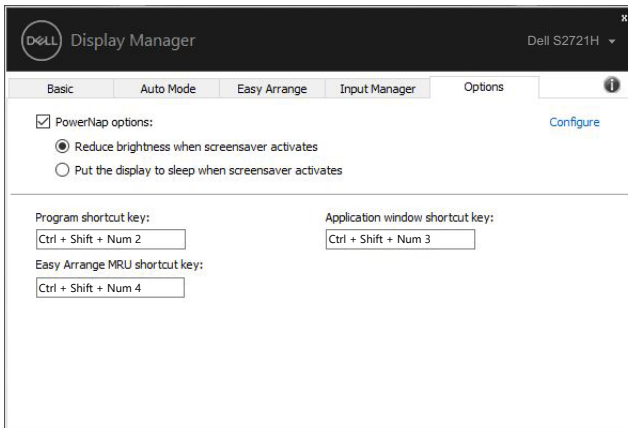 x
DELL Display Manager
Dell S2721H
Basic Auto Mode Easy Arrange Input Manager Options i
PowerNap options: Configure
Reduce brightness when screensaver activates
Put the display to sleep when screensaver activates
Program shortcut key: Application window shortcut key:
Ctrl + Shift + Num 2 Ctrl + Shift + Num 3
Easy Arrange MRU shortcut key:
Ctrl + Shift + Num 4